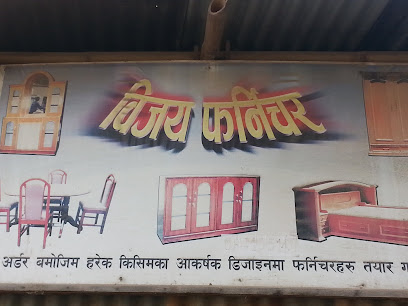 विजय फर्निचर
अर्डर बमोजिम हरेक किसिमका आकर्षक डिजाइनमा फर्निचरहरु तयार